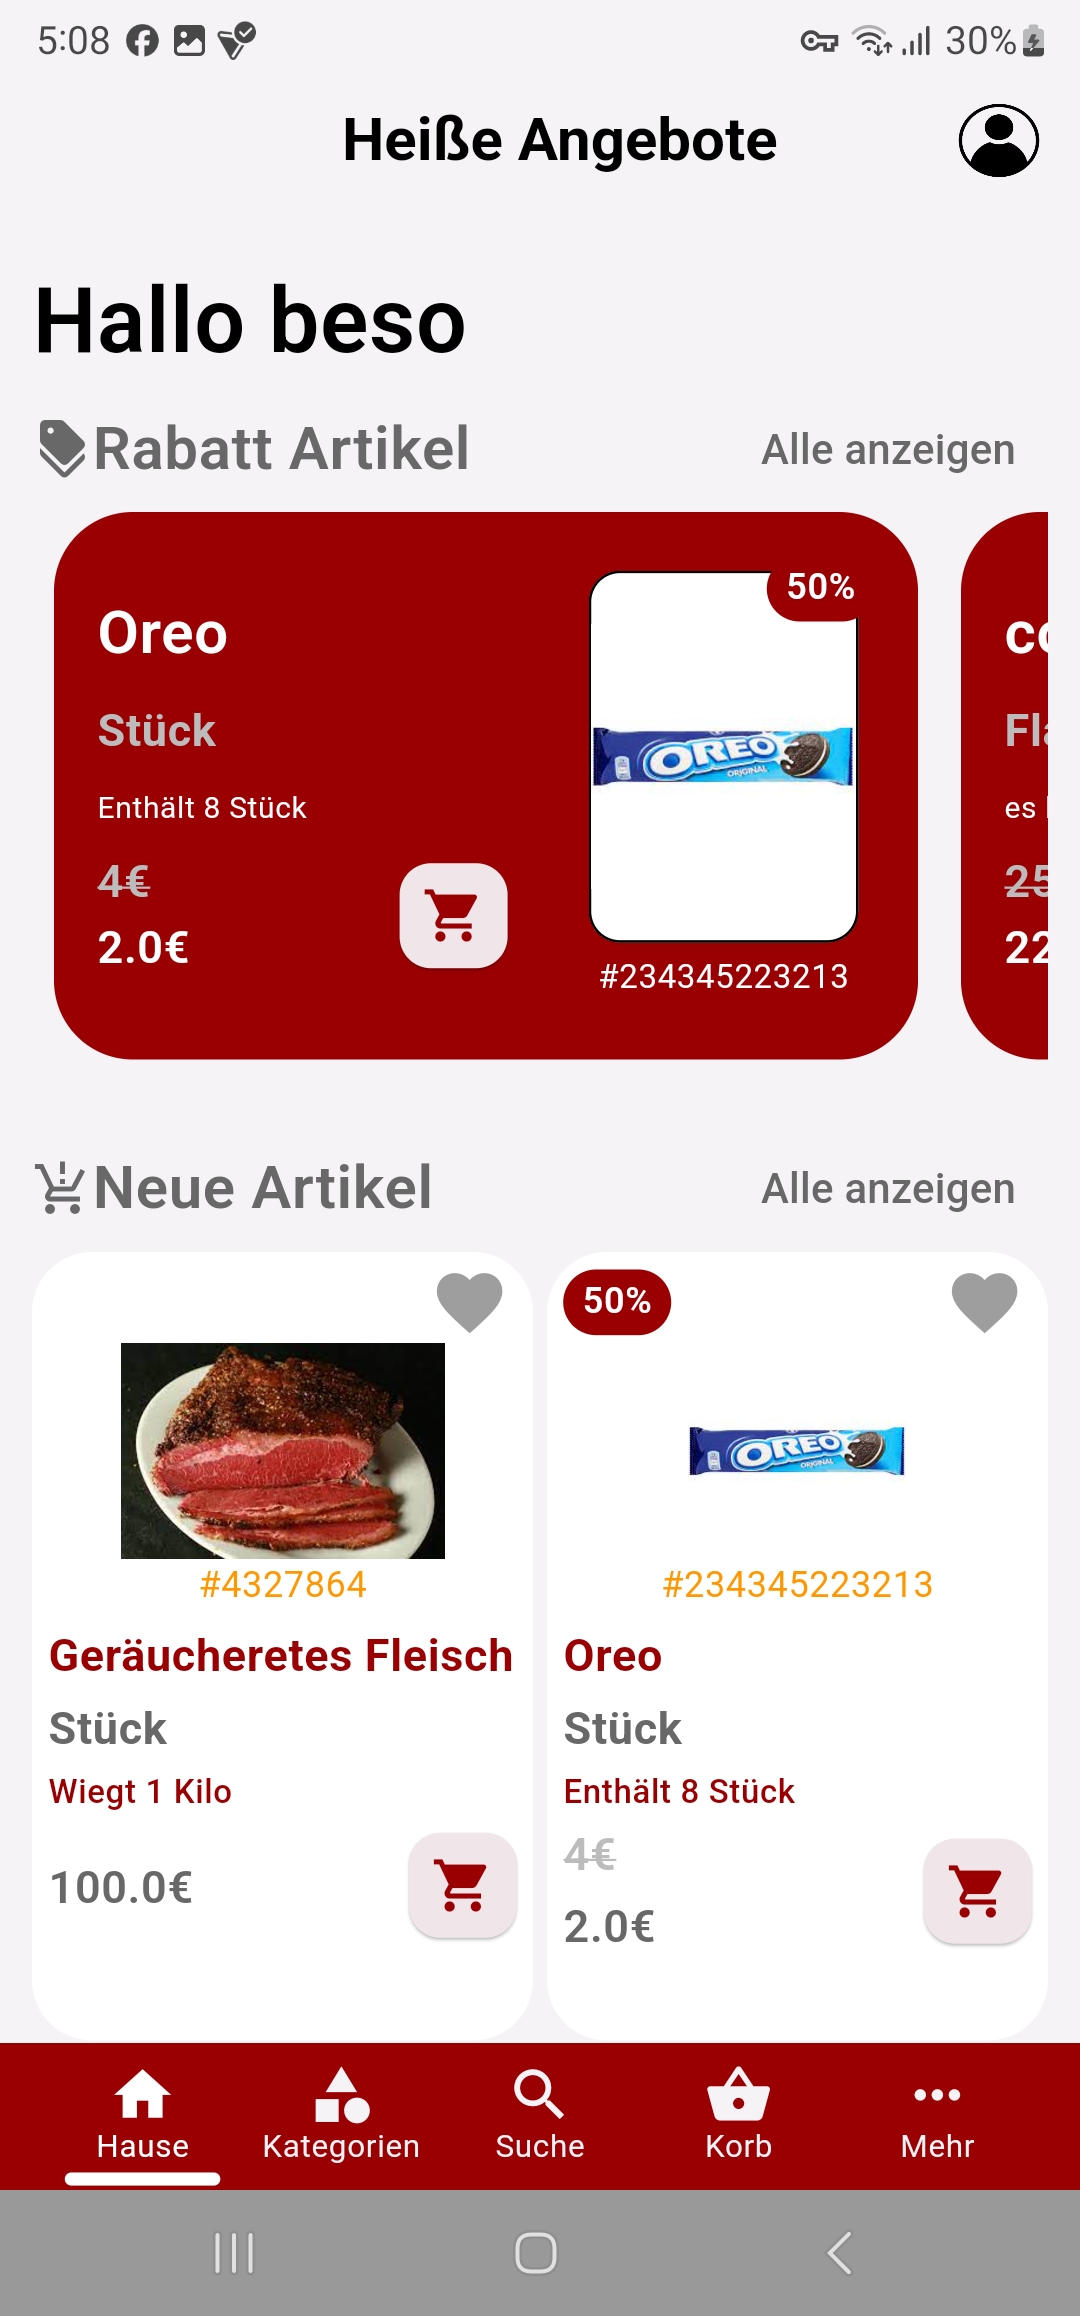 5:08
30%
Heiße Angebote
Hallo beso
Rabatt Artikel
Alle anzeigen
50%
Oreo
Stück
Enthält 8 Stück
4€
2.0€
OREO
ORIGINAL
#234345223213
es
25
22
Neue Artikel
Alle anzeigen
50%
OREO
ORIGINAL
#4327864
#234345223213
Geräucheretes Fleisch
Oreo
Stück
Stück
Wiegt 1 Kilo
Enthält 8 Stück
4€
100.0€
2.0€
Hause
Kategorien
Suche
Korb
Mehr